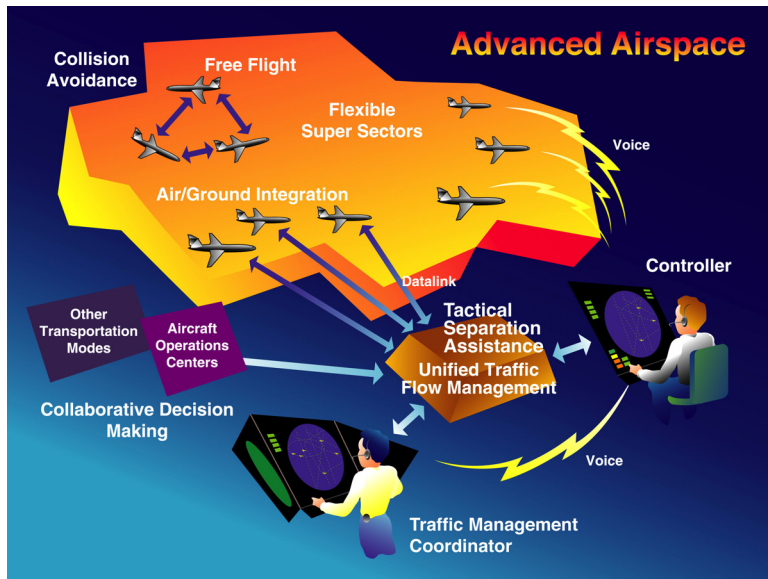 Advanced Airspace
Collision
Avoidance
Free Flight
Flexible
Super Sectors
Voice
Air/Ground Integration
Datalink
Controller
Other
Transportation
Modes
Aircraft
Operations
Centers
Tactical
Separation
Assistance
Unified Traffic
Flow Management
Collaborative Decision
Making
Voice
Traffic Management
Coordinator